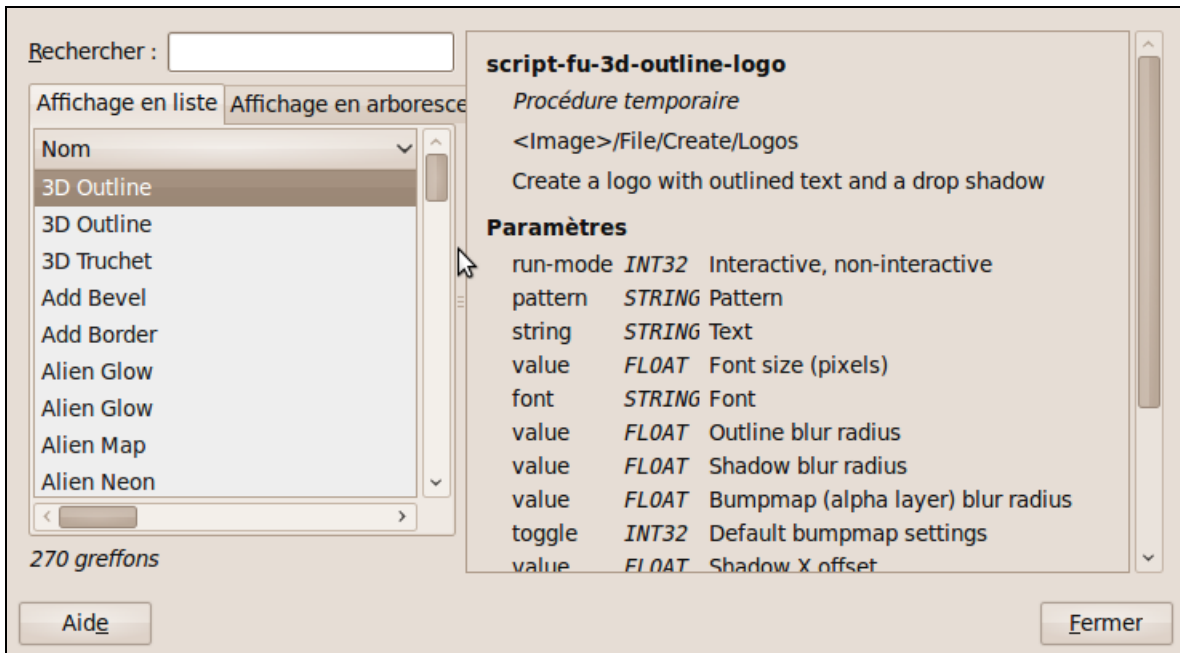 Rechercher :
Affichage en liste
Affichage en arboresce
Nom
3D Outline
3D Outline
3D Truchet
Add Bevel
Add Border
Alien Glow
Alien Glow
Alien Map
Alien Neon
270 greffons
script-fu-3d-outline-logo
Procédure temporaire
<Image>/File/Create/Logos
Create a logo with outlined text and a drop shadow
Paramètres
run-mode INT32 Interactive, non-interactive
pattern STRING Pattern
string STRING Text
value FLOAT Font size (pixels)
font STRING Font
value FLOAT Outline blur radius
value FLOAT Shadow blur radius
value FLOAT Bumpmap (alpha layer) blur radius
toggle INT32 Default bumpmap settings
value FLOAT Shadow X offset
Aide
Fermer